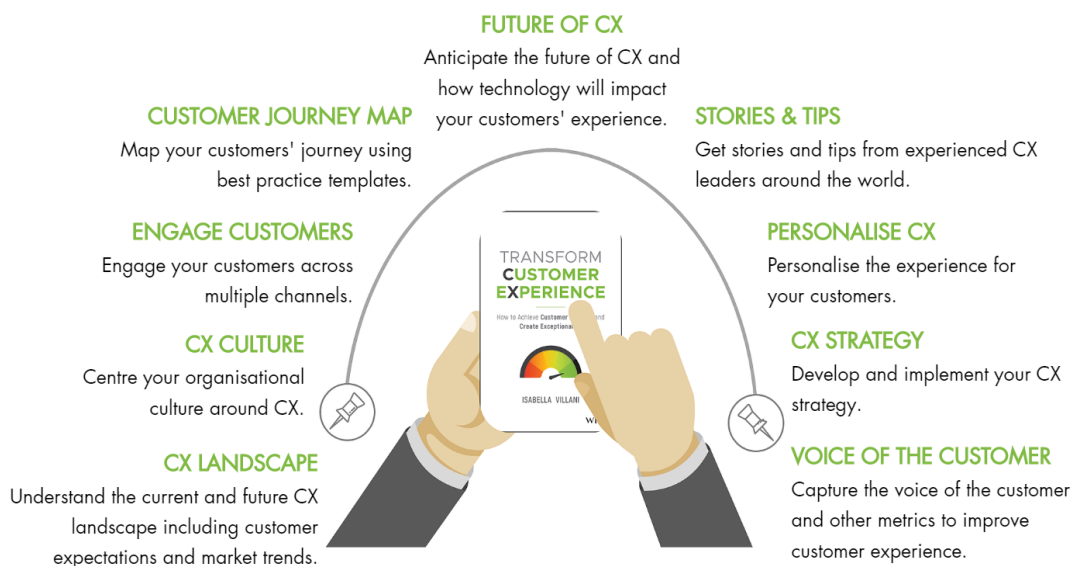 FUTURE OF CX
Anticipate the future of CX and
how technology will impact
your customers' experience.
CUSTOMER JOURNEY MAP
Map your customers' journey using
best practice templates.
STORIES & TIPS
Get stories and tips from experienced CX
leaders around the world.
ENGAGE CUSTOMERS
Engage your customers across
multiple channels.
PERSONALISE CX
Personalise the experience for
your customers.
CX CULTURE
Centre your organisational
culture around CX.
CX STRATEGY
Develop and implement your CX
strategy.
CX LANDSCAPE
Understand the current and future CX
landscape including customer
expectations and market trends.
VOICE OF THE CUSTOMER
Capture the voice of the customer
and other metrics to improve
customer experience.
TRANSFORM
CUSTOMER
EXPERIENCE
How to Achieve Customer and
Create Exceptional
ISABELLA VILLANI